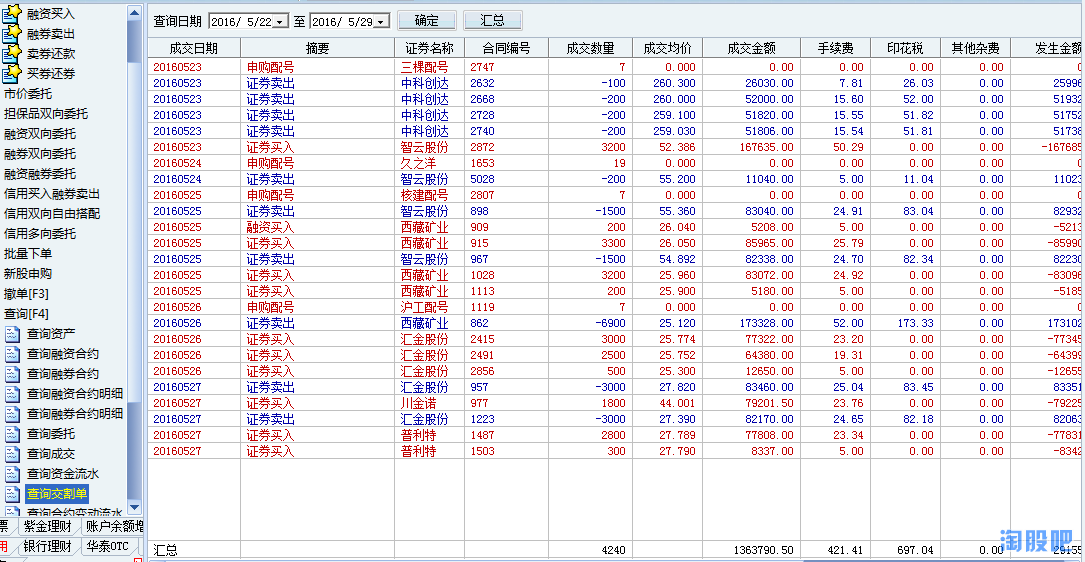 融资买入
融券卖出
卖券还款
买券还券
市价委托
担保品双向委托
融资双向委托
融券双向委托
融资融券委托
信用买入融券卖出
信用双向自由搭配
信用多向委托
批量下单
新股申购
撤单[F3]
查询[F4]
查询资产
查询融资合约
查询融券合约
查询融资合约明细
查询融券合约明细
查询委托
查询成交
查询资金流水
查询交割单
查询合约变动流水
票 紫金理财 账户余额增
用 银行理财 华泰OTC
查询日期 2016/ 5/22 至 2016/ 5/29 确定 汇总
成交日期 摘要 证券名称 合同编号 成交数量 成交均价 成交金额 手续费 印花税 其他杂费 发生金额
20160523 申购配号 三棵配号 2747 7 0.000 0.00 0.00 0.00 0.00
20160523 证券卖出 中科创达 2632 -100 260.300 26030.00 7.81 26.03 0.00 25996
20160523 证券卖出 中科创达 2668 -200 260.000 52000.00 15.60 52.00 0.00 51932
20160523 证券卖出 中科创达 2728 -200 259.100 51820.00 15.55 51.82 0.00 51752
20160523 证券卖出 中科创达 2740 -200 259.030 51806.00 15.54 51.81 0.00 51738
20160523 证券买入 智云股份 2872 3200 52.386 167635.00 50.29 0.00 0.00 -167685
20160524 申购配号 久之洋 1653 19 0.000 0.00 0.00 0.00 0.00
20160524 证券卖出 智云股份 5028 -200 55.200 11040.00 5.00 11.04 0.00 11023
20160525 申购配号 核建配号 2807 7 0.000 0.00 0.00 0.00 0.00
20160525 证券卖出 智云股份 898 -1500 55.360 83040.00 24.91 83.04 0.00 82932
20160525 融资买入 西藏矿业 909 200 26.040 5208.00 5.00 0.00 0.00 -5213
20160525 证券买入 西藏矿业 915 3300 26.050 85965.00 25.79 0.00 0.00 -85990
20160525 证券卖出 智云股份 967 -1500 54.892 82338.00 24.70 82.34 0.00 82230
20160525 证券买入 西藏矿业 1028 3200 25.960 83072.00 24.92 0.00 0.00 -83096
20160525 证券买入 西藏矿业 1113 200 25.900 5180.00 5.00 0.00 0.00 -5185
20160526 申购配号 沪工配号 1119 7 0.000 0.00 0.00 0.00 0.00
20160526 证券卖出 西藏矿业 862 -6900 25.120 173328.00 52.00 173.33 0.00 173102
20160526 证券买入 汇金股份 2415 3000 25.774 77322.00 23.20 0.00 0.00 -77345
20160526 证券买入 汇金股份 2491 2500 25.752 64380.00 19.31 0.00 0.00 -64399
20160526 证券买入 汇金股份 2856 500 25.300 12650.00 5.00 0.00 0.00 -12655
20160527 证券卖出 汇金股份 957 -3000 27.820 83460.00 25.04 83.45 0.00 83351
20160527 证券买入 川金诺 977 1800 44.001 79201.50 23.76 0.00 0.00 -79225
20160527 证券卖出 汇金股份 1223 -3000 27.390 82170.00 24.65 82.18 0.00 82063
20160527 证券买入 普利特 1487 2800 27.789 77808.00 23.34 0.00 0.00 -77831
20160527 证券买入 普利特 1503 300 27.790 8337.00 5.00 0.00 0.00 -8342
汇总 4240 1363790.50 421.41 697.04 0.00 29155
淘股吧